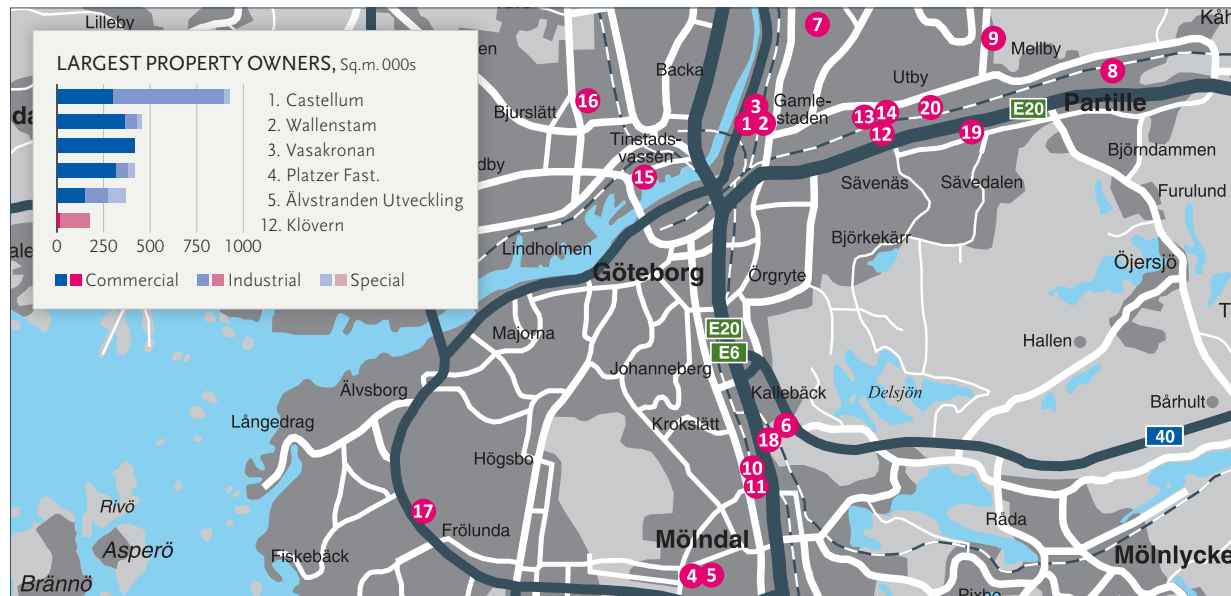 Lilleby
LARGEST PROPERTY OWNERS, Sq.m. 000s
1. Castellum
2. Wallenstam
3. Vasakronan
4. Platzer Fast.
5. Älvstranden Utveckling
12. Klövern
0 250 500 750 1000
Commercial Industrial Special
7
9
Mellby
8
Backa
Utby
16
Bjurslätt
3
1 2
Gamle-
staden
13 14
20
E20
Partille
12
19
Tinstads-
vassen
15
Björndammen
Sävenäs
Sävedalen
Furulund
Björkekärr
Lindholmen
Göteborg
Örgryte
Öjersjö
E20
E6
Majorna
Hallen
Johanneberg
Älvsborg
Kallebäck
Delsjön
Bårhult
Långedrag
Krokslätt
6
18
40
Högsbo
10
11
Rivö
17
Frölunda
Råda
Asperö
Fiskebäck
Mölndal
Mölnlycke
4 5
Brännö